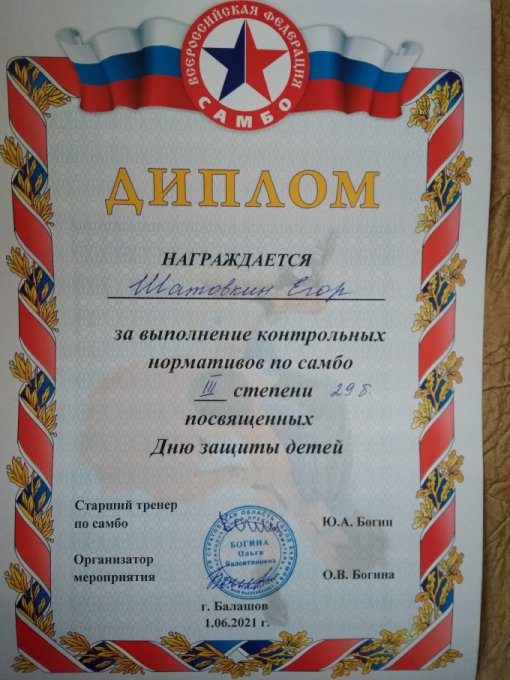 ВСЕРОССИЙСКАЯ ФЕДЕРАЦИЯ
САМБО
ДИПЛОМ
НАГРАЖДАЕТСЯ
Шатовкин Егор
за выполнение контрольных
нормативов по самбо
III степени 29 б.
посвященных
Дню защиты детей
Старший тренер
по самбо
Ю.А. Богин
БОГИНА
Ольга
Валентиновна
Организатор
мероприятия
О.В. Богина
г. Балашов
1.06.2021 г.